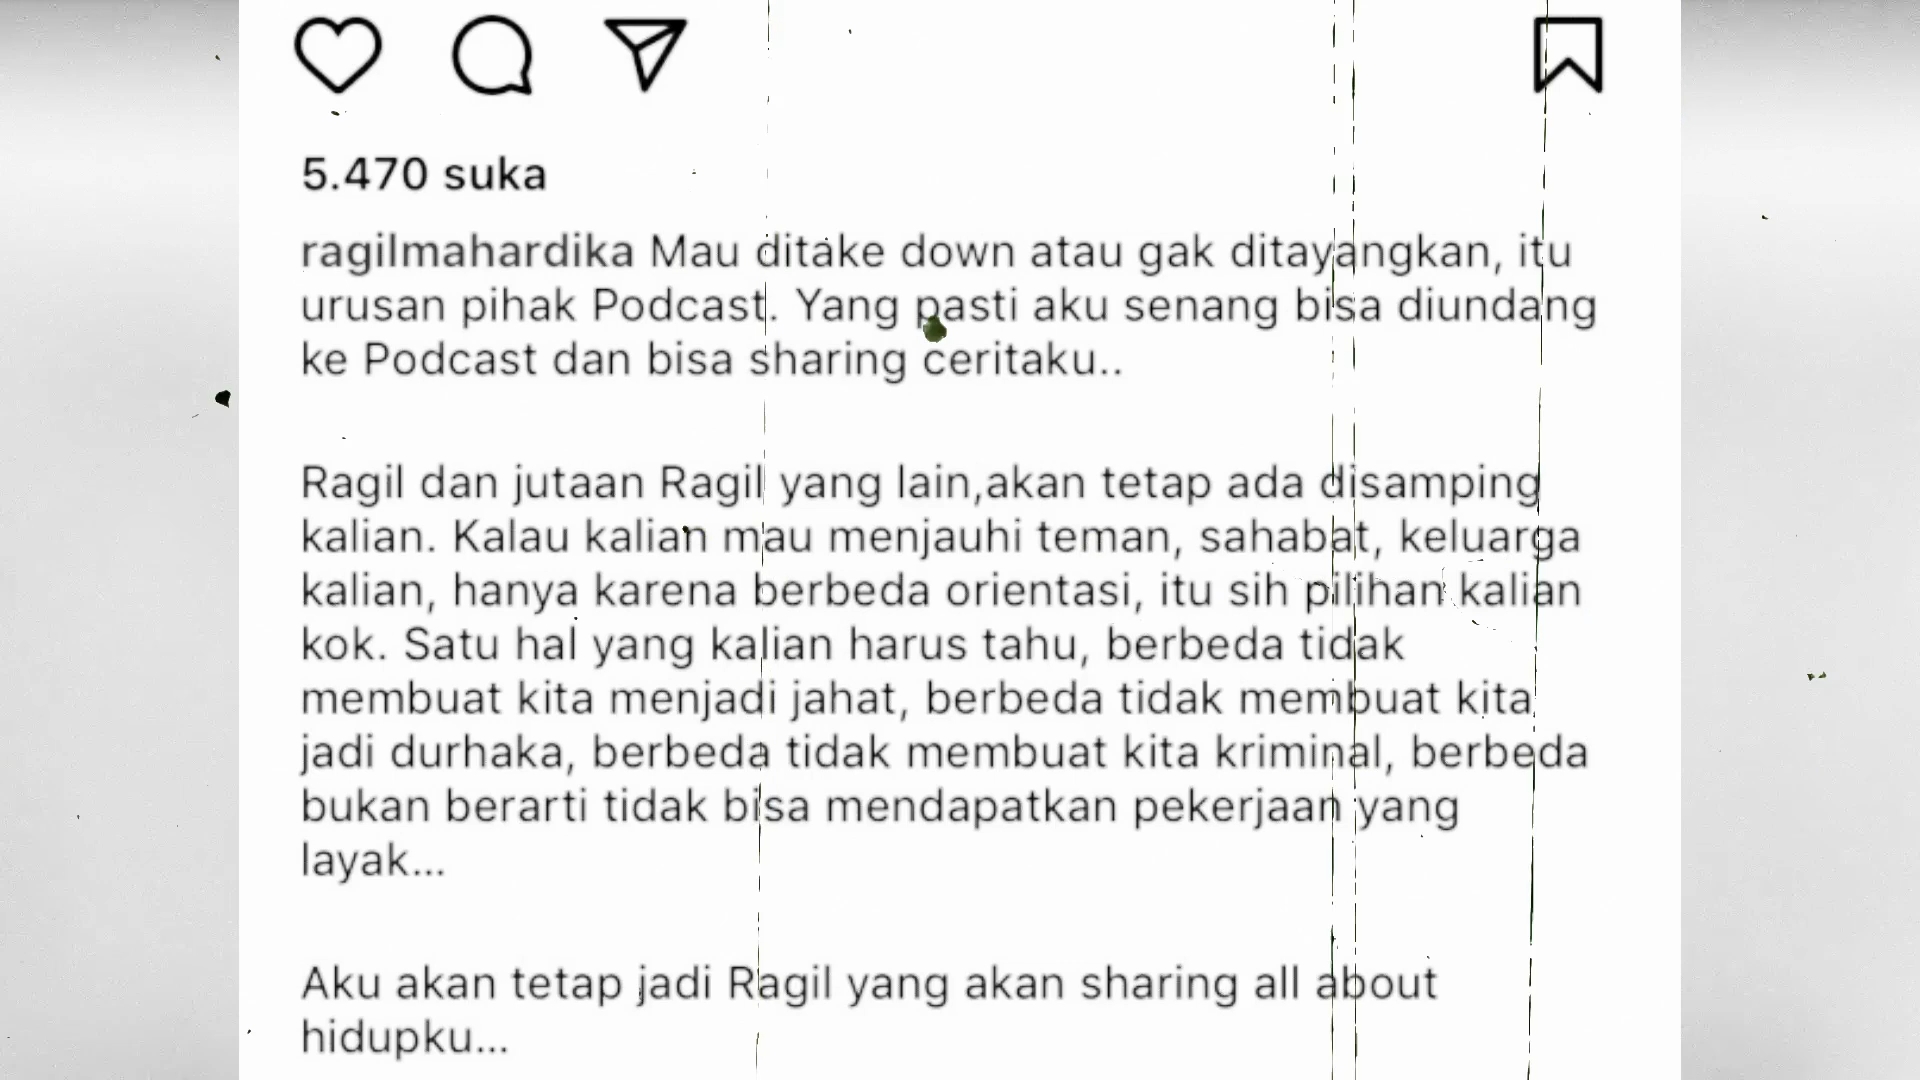 5.470 suka
ragilmahardika Mau ditake down atau gak ditayangkan, itu
urusan pihak Podcast. Yang pasti aku senang bisa diundang
ke Podcast dan bisa sharing ceritaku..
Ragil dan jutaan Ragil yang lain,akan tetap ada disamping
kalian. Kalau kalian mau menjauhi teman, sahabat, keluarga
kalian, hanya karena berbeda orientasi, itu sih pilihan kalian
kok. Satu hal yang kalian harus tahu, berbeda tidak
membuat kita menjadi jahat, berbeda tidak membuat kita
jadi durhaka, berbeda tidak membuat kita kriminal, berbeda
bukan berarti tidak bisa mendapatkan pekerjaan yang
layak...
Aku akan tetap jadi Ragil yang akan sharing all about
hidupku...